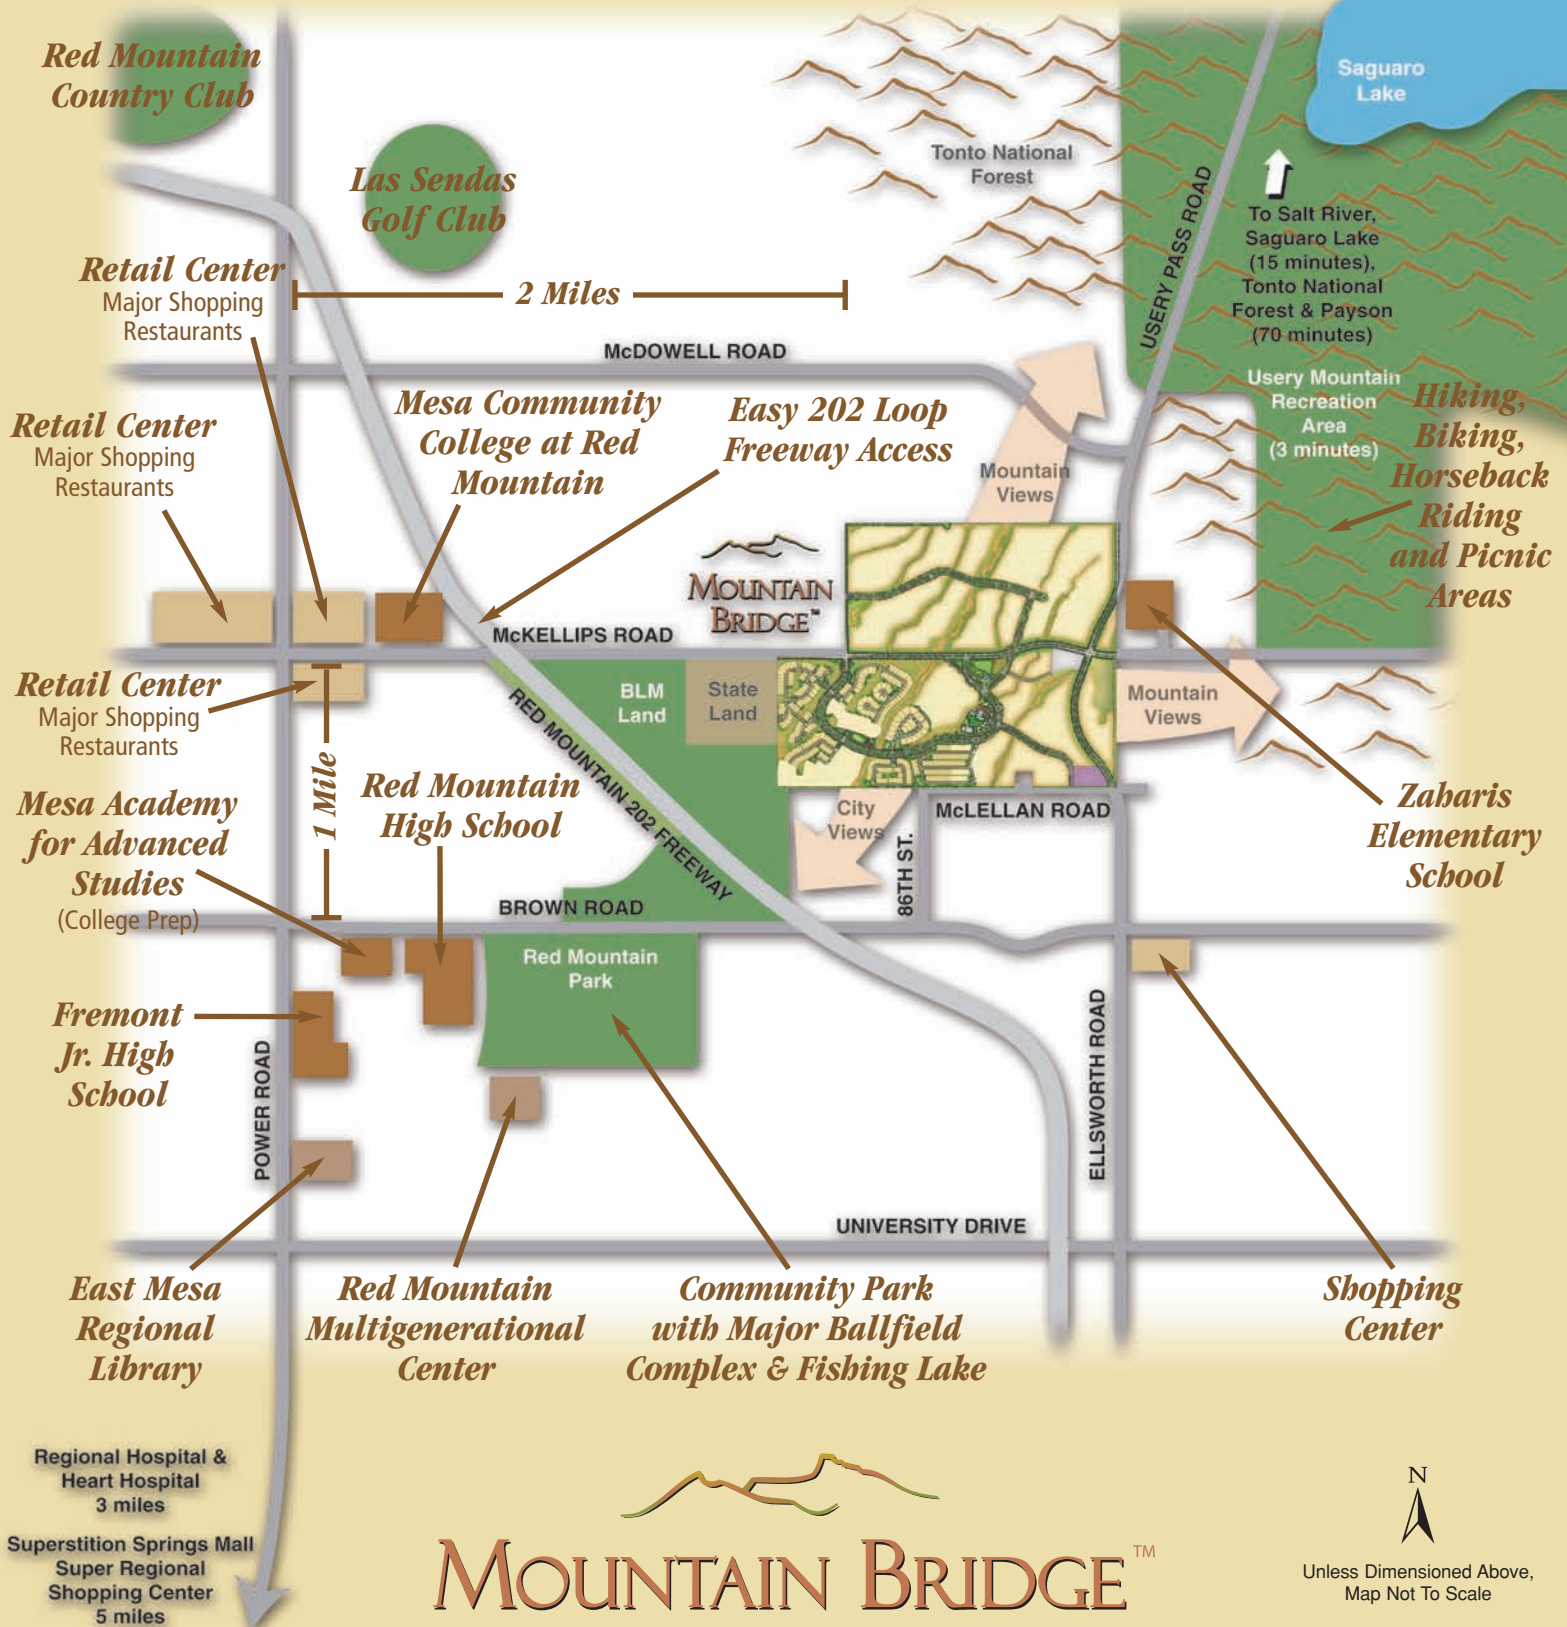 Red Mountain
Country Club
Las Sendas
Golf Club
Saguaro
Lake
Tonto National
Forest
USERY PASS ROAD
To Salt River,
Saguaro Lake
(15 minutes),
Tonto National
Forest & Payson
(70 minutes)
Retail Center
Major Shopping
Restaurants
2 Miles
McDOWELL ROAD
Usery Mountain
Recreation
Area
(3 minutes)
Hiking,
Biking,
Horseback
Riding
and Picnic
Areas
Retail Center
Major Shopping
Restaurants
Mesa Community
College at Red
Mountain
Easy 202 Loop
Freeway Access
Mountain
Views
MOUNTAIN
BRIDGE™
McKELLIPS ROAD
Retail Center
Major Shopping
Restaurants
BLM
Land
State
Land
Mountain
Views
RED MOUNTAIN 202 FREEWAY
1 Mile
Mesa Academy
for Advanced
Studies
(College Prep)
Red Mountain
High School
City
Views
McLELLAN ROAD
86TH ST.
Zaharis
Elementary
School
BROWN ROAD
Red Mountain
Park
Fremont
Jr. High
School
POWER ROAD
ELLSWORTH ROAD
UNIVERSITY DRIVE
East Mesa
Regional
Library
Red Mountain
Multigenerational
Center
Community Park
with Major Ballfield
Complex & Fishing Lake
Shopping
Center
Regional Hospital &
Heart Hospital
3 miles
Superstition Springs Mall
Super Regional
Shopping Center
5 miles
MOUNTAIN BRIDGE™
N
Unless Dimensioned Above,
Map Not To Scale